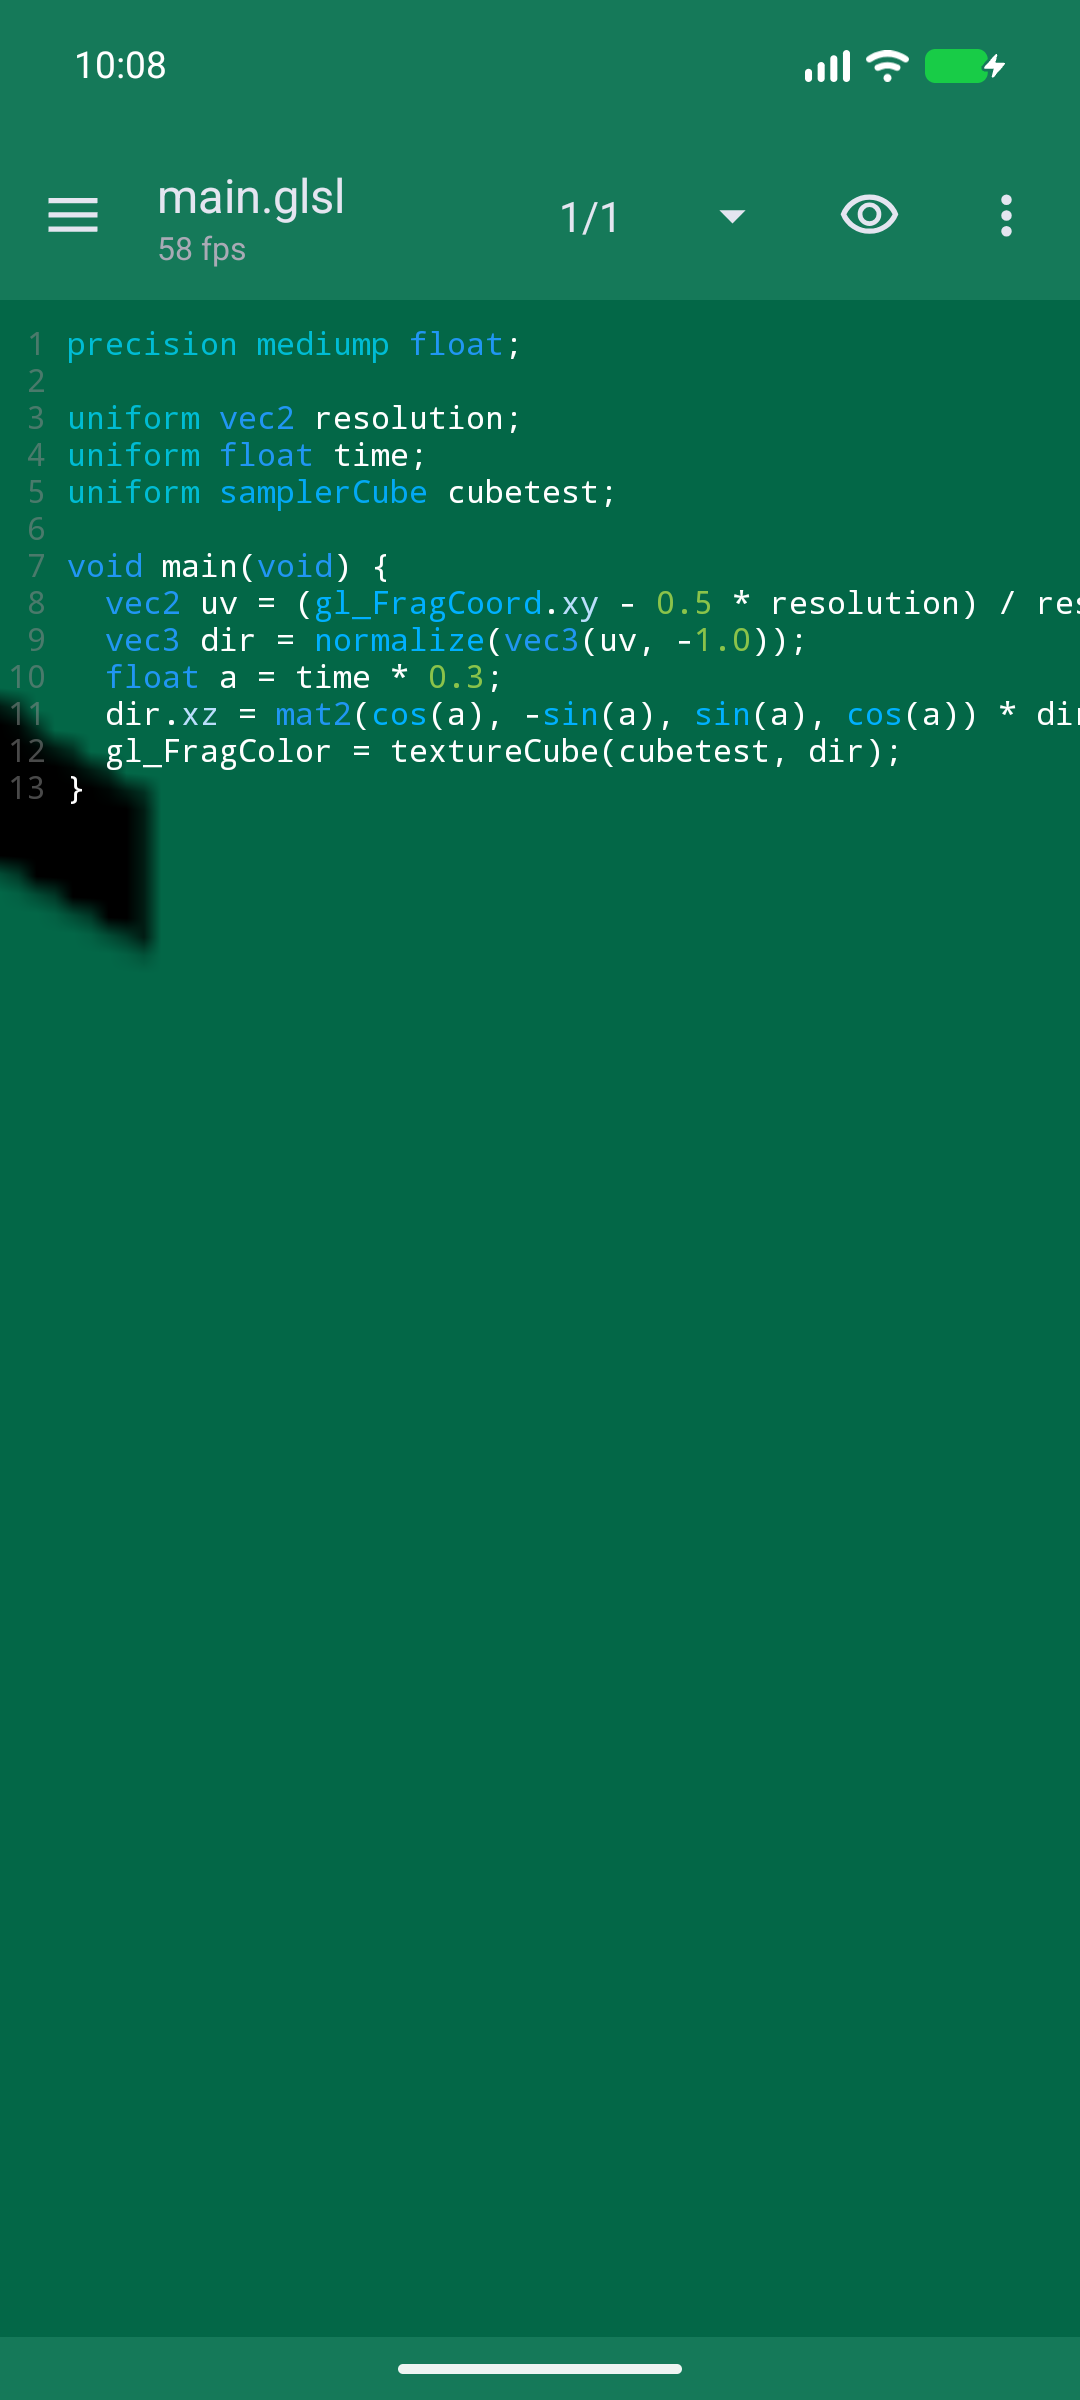 10:08
main.glsl
58 fps
1/1
1 precision mediump float;
2
3 uniform vec2 resolution;
4 uniform float time;
5 uniform samplerCube cubetest;
6
7 void main(void) {
8   vec2 uv = (gl_FragCoord.xy - 0.5 * resolution) / res
9   vec3 dir = normalize(vec3(uv, -1.0));
10   float a = time * 0.3;
11   dir.xz = mat2(cos(a), -sin(a), sin(a), cos(a)) * dir
12   gl_FragColor = textureCube(cubetest, dir);
13 }